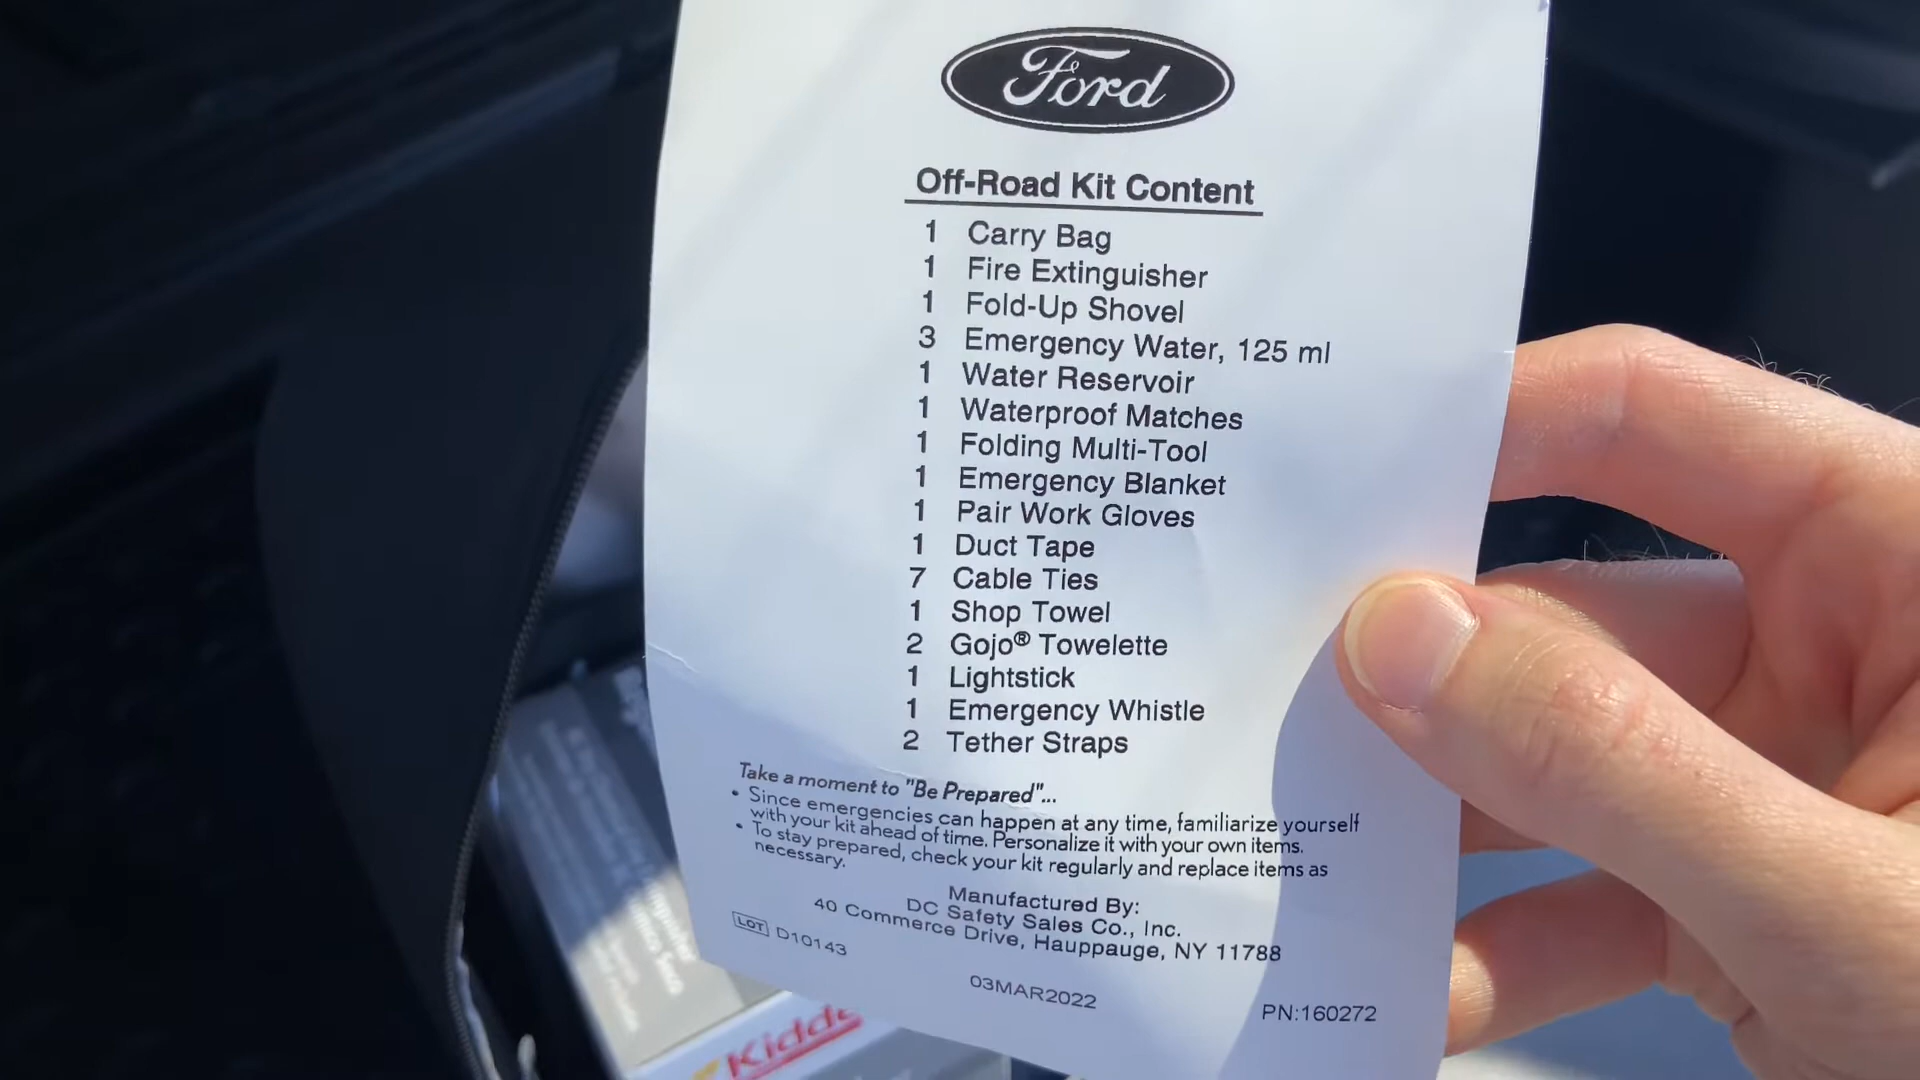 Ford
Off-Road Kit Content
1 Carry Bag
1 Fire Extinguisher
1 Fold-Up Shovel
3 Emergency Water, 125 ml
1 Water Reservoir
1 Waterproof Matches
1 Folding Multi-Tool
1 Emergency Blanket
1 Pair Work Gloves
1 Duct Tape
7 Cable Ties
1 Shop Towel
2 Gojo® Towelette
1 Lightstick
1 Emergency Whistle
2 Tether Straps
Take a moment to "Be Prepared"...
• Since emergencies can happen at any time, familiarize yourself
with your kit ahead of time. Personalize it with your own items.
• To stay prepared, check your kit regularly and replace items as
necessary.
Manufactured By:
DC Safety Sales Co., Inc.
40 Commerce Drive, Hauppauge, NY 11788
LOT D10143
03MAR2022
PN:160272
Kidde